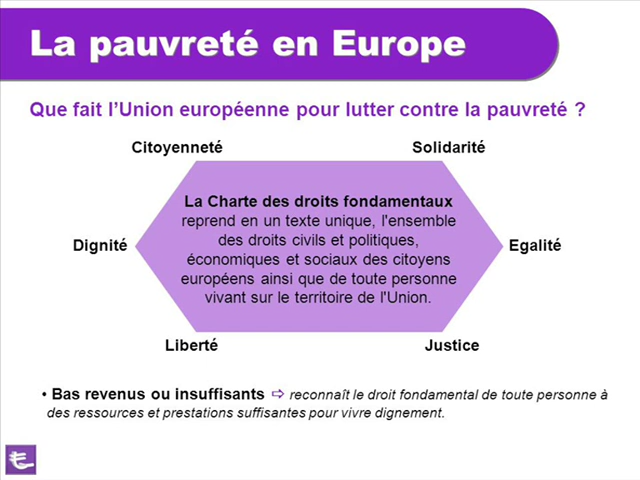 La pauvreté en Europe
Que fait l'Union européenne pour lutter contre la pauvreté ?
Citoyenneté
Solidarité
La Charte des droits fondamentaux
reprend en un texte unique, l'ensemble
des droits civils et politiques,
Dignité
Egalité
économiques et sociaux des citoyens
européens ainsi que de toute personne
vivant sur le territoire de l'Union.
Liberté
Justice
• Bas revenus ou insuffisants ⇨ reconnaît le droit fondamental de toute personne à
des ressources et prestations suffisantes pour vivre dignement.